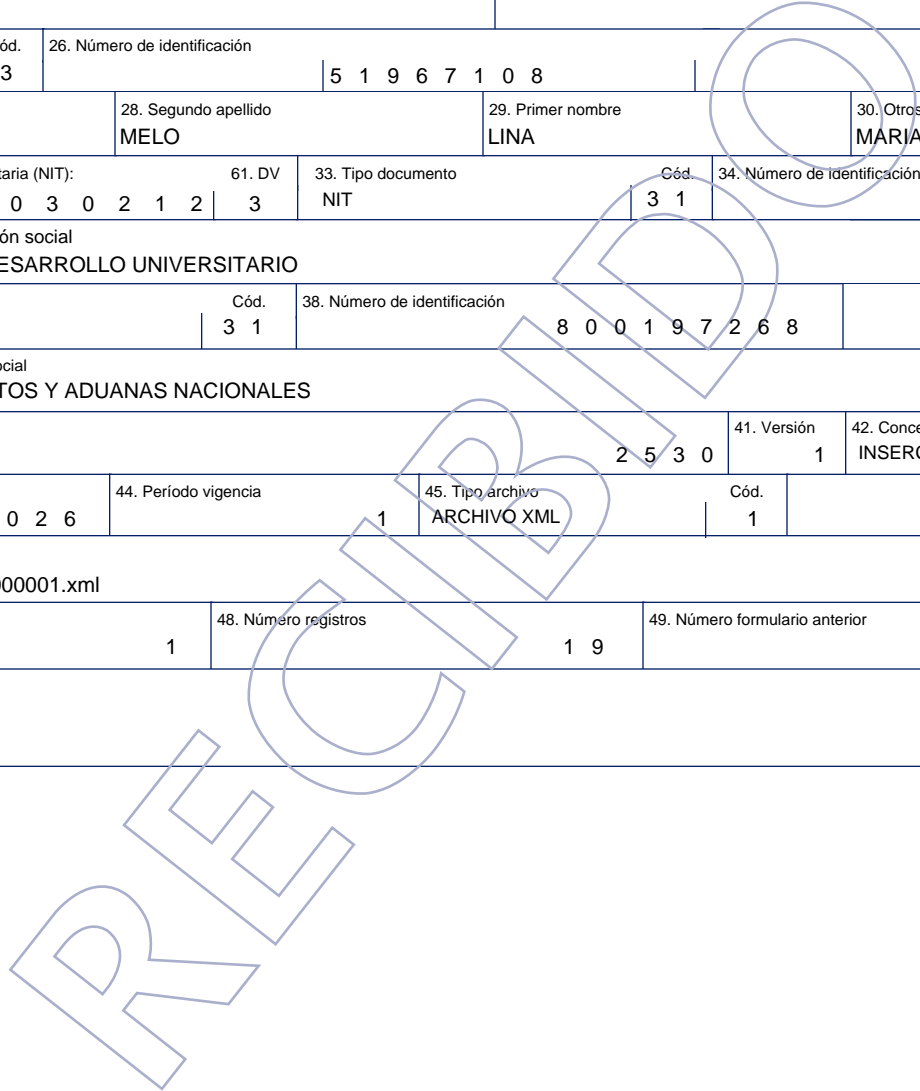 ód. 26. Número de identificación
3 5 1 9 6 7 1 0 8
28. Segundo apellido 29. Primer nombre 30. Otros
MELO LINA MARIA
taria (NIT): 61. DV 33. Tipo documento Cód. 34. Número de identificación
0 3 0 2 1 2 3 NIT 3 1
ón social
ESARROLLO UNIVERSITARIO
Cód. 38. Número de identificación
3 1 8 0 0 1 9 7 2 6 8
ocial
TOS Y ADUANAS NACIONALES
41. Versión 42. Conce
2 5 3 0 1 INSERC
44. Período vigencia 45. Tipo archivo Cód.
0 2 6 1 ARCHIVO XML 1
000001.xml
48. Número registros 49. Número formulario anterior
1 1 9
RECIBIDO